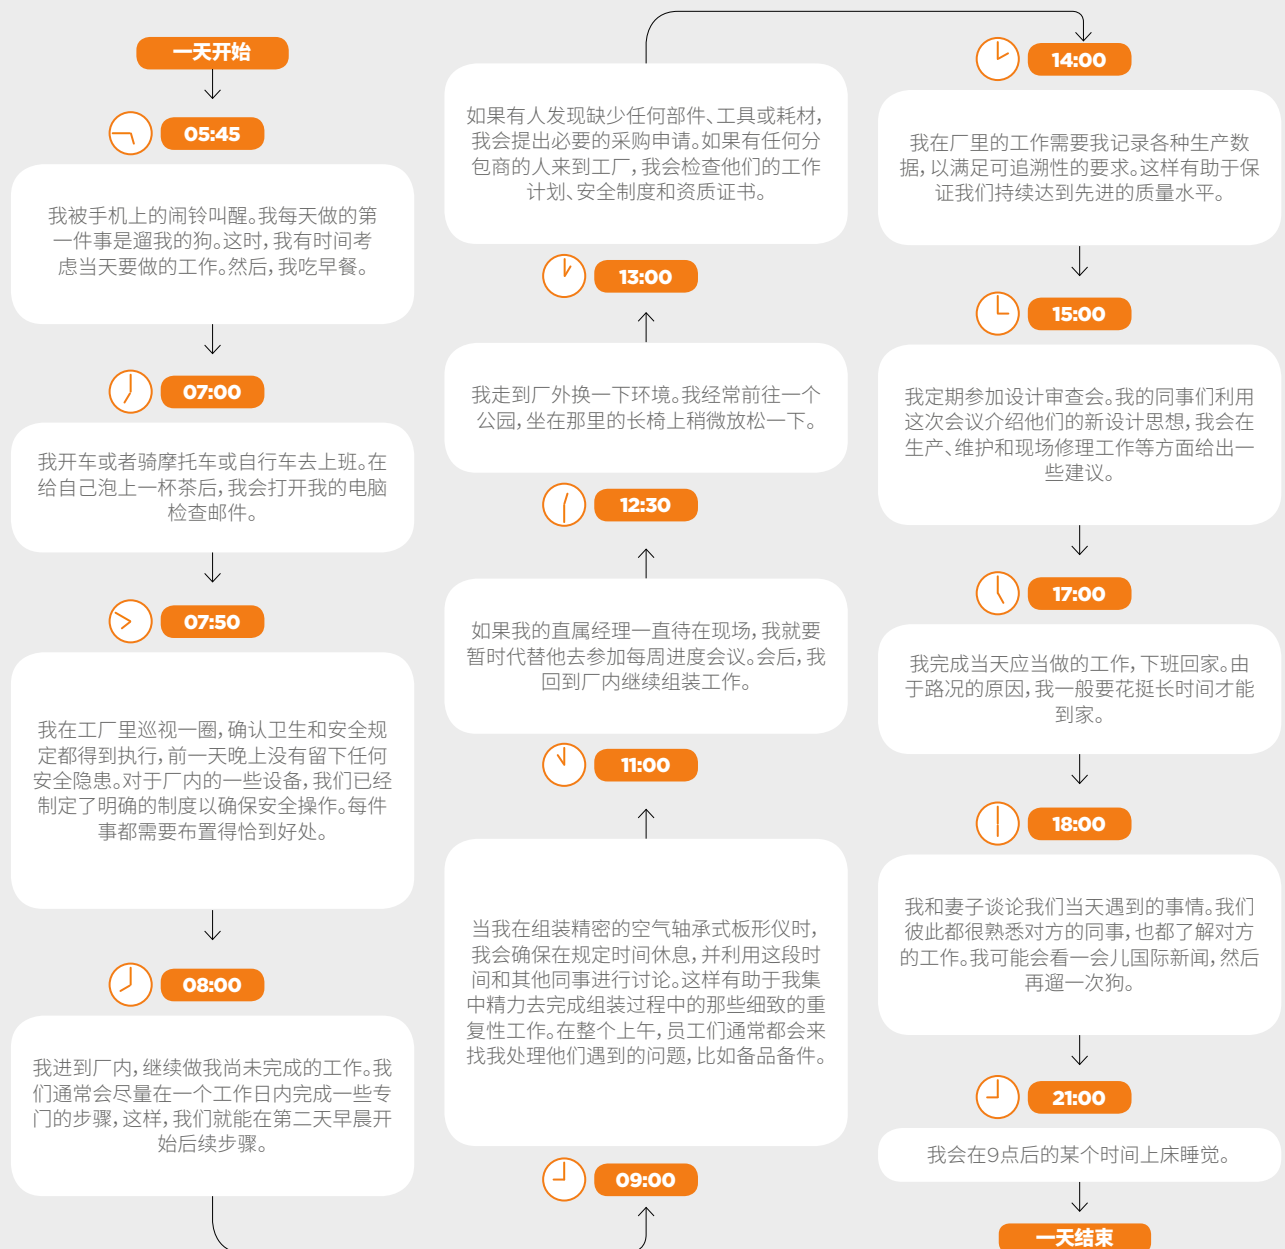 一天开始
05:45
我被手机上的闹铃叫醒。我每天做的第
一件事是遛我的狗。这时,我有时间考
虑当天要做的工作。然后,我吃早餐。
07:00
我开车或者骑摩托车或自行车去上班。在
给自己泡上一杯茶后,我会打开我的电脑
检查邮件。
07:50
我在工厂里巡视一圈,确认卫生和安全规
定都得到执行,前一天晚上没有留下任何
安全隐患。对于厂内的一些设备,我们已经
制定了明确的制度以确保安全操作。每件
事都需要布置得恰到好处。
08:00
我进到厂内,继续做我尚未完成的工作。我
们通常会尽量在一个工作日内完成一些专
门的步骤,这样,我们就能在第二天早晨开
始后续步骤。
09:00
当我在组装精密的空气轴承式板形仪时,
我会确保在规定时间休息,并利用这段时
间和其他同事进行讨论。这样有助于我集
中精力去完成组装过程中的那些细致的重
复性工作。在整个上午,员工们通常都会来
找我处理他们遇到的问题,比如备品备件。
11:00
如果我的直属经理一直待在现场,我就要
暂时代替他去参加每周进度会议。会后,我
回到厂内继续组装工作。
12:30
我走到厂外换一下环境。我经常前往一个
公园,坐在那里的长椅上稍微放松一下。
13:00
如果有人发现缺少任何部件、工具或耗材,
我会提出必要的采购申请。如果有任何分
包商的人来到工厂,我会检查他们的工作
计划、安全制度和资质证书。
14:00
我在厂里的工作需要我记录各种生产数
据,以满足可追溯性的要求。这样有助于保
证我们持续达到先进的质量水平。
15:00
我定期参加设计审查会。我的同事们利用
这次会议介绍他们的新设计思想,我会在
生产、维护和现场修理工作等方面给出一
些建议。
17:00
我完成当天应当做的工作,下班回家。由
于路况的原因,我一般要花挺长时间才能
到家。
18:00
我和妻子谈论我们当天遇到的事情。我们
彼此都很熟悉对方的同事,也都了解对方
的工作。我可能会看一会儿国际新闻,然后
再遛一次狗。
21:00
我会在9点后的某个时间上床睡觉。
一天结束